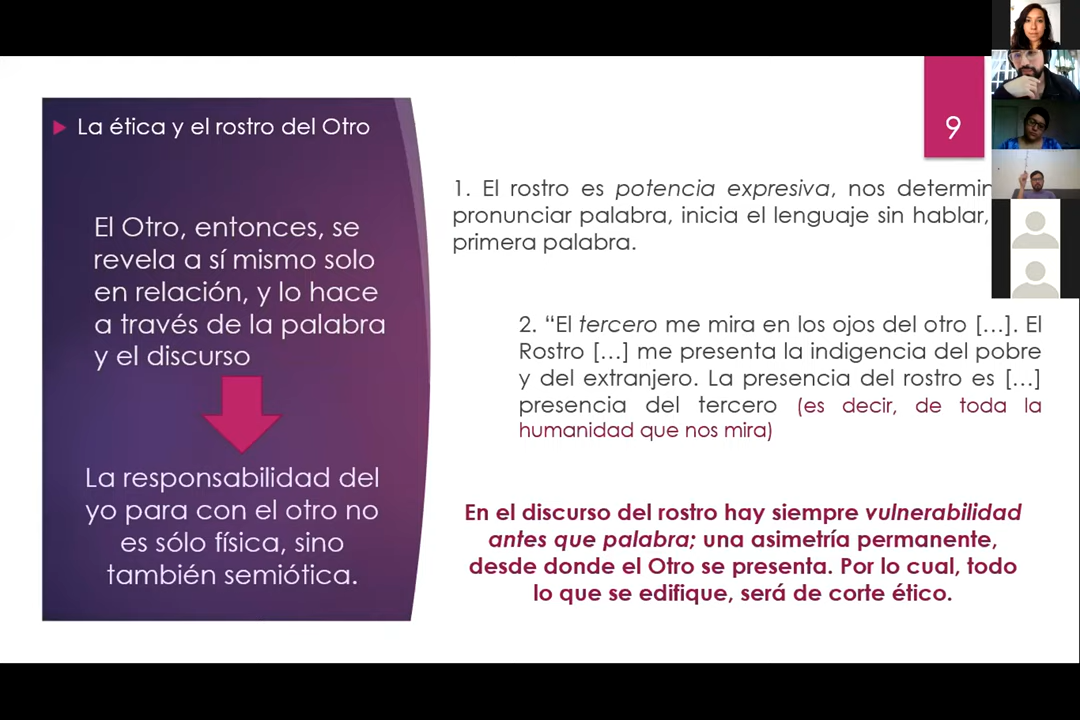 La ética y el rostro del Otro
El Otro, entonces, se
revela a sí mismo solo
en relación, y lo hace
a través de la palabra
y el discurso
La responsabilidad del
yo para con el otro no
es sólo física, sino
también semiótica.
9
1. El rostro es potencia expresiva, nos
pronunciar palabra, inicia el lenguaje sin hablar,
primera palabra.
2. “El tercero me mira en los ojos del otro […]. El
Rostro […] me presenta la indigencia del pobre
y del extranjero. La presencia del rostro es […]
presencia del tercero (es decir, de toda la
humanidad que nos mira)
En el discurso del rostro hay siempre vulnerabilidad
antes que palabra; una asimetría permanente,
desde donde el Otro se presenta. Por lo cual, todo
lo que se edifique, será de corte ético.